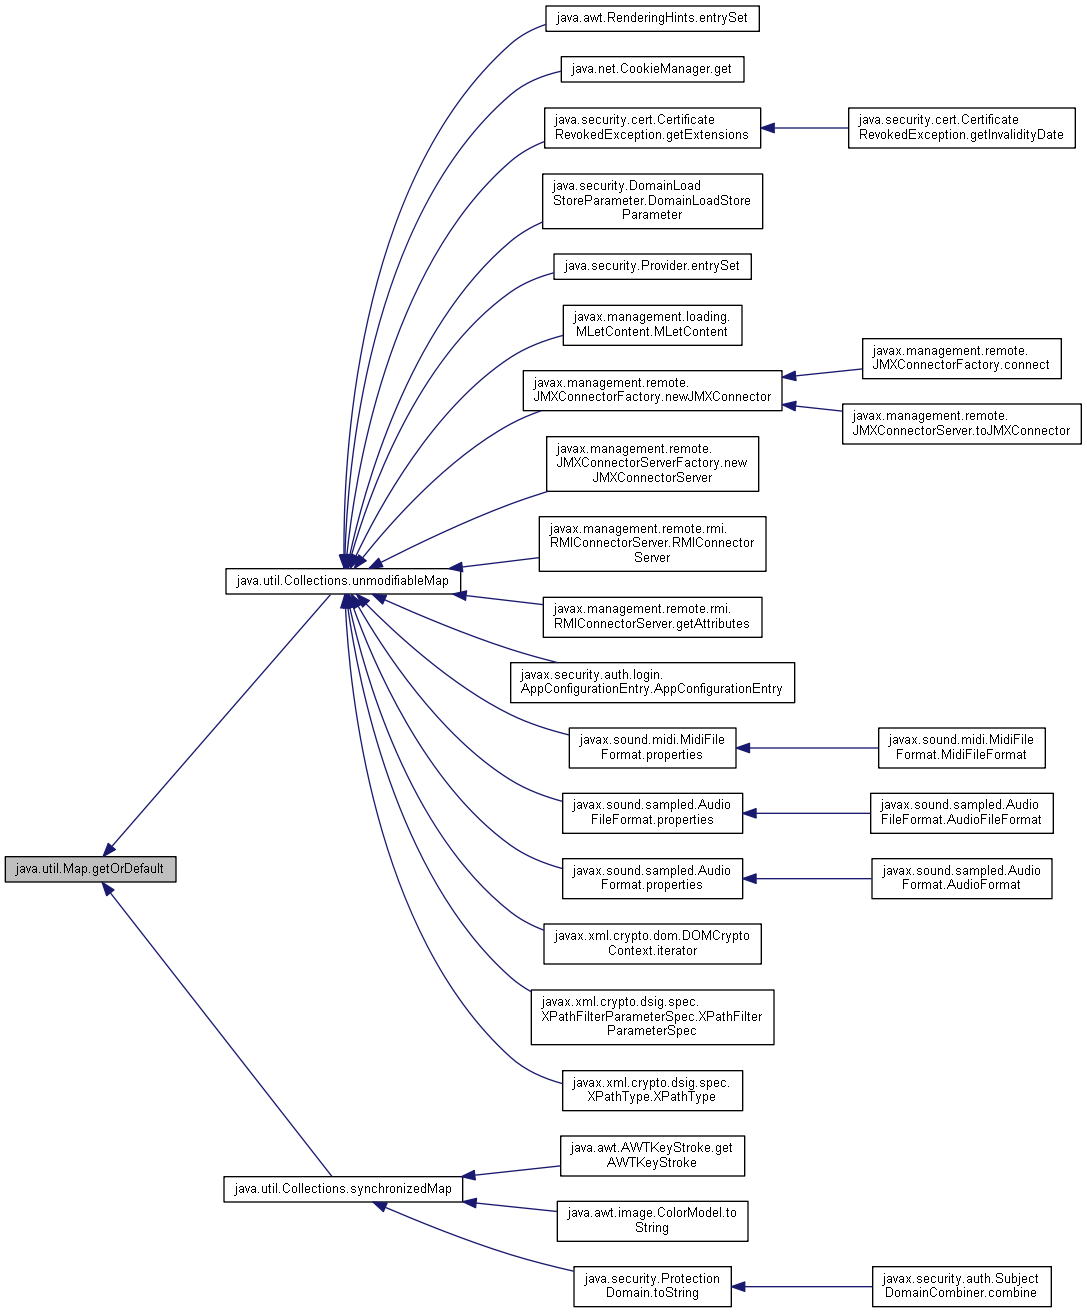 java.awt.RenderingHints.entrySet
java.net.CookieManager.get
java.security.cert.Certificate
RevokedException.getExtensions
java.security.cert.Certificate
RevokedException.getInvalidityDate
java.security.DomainLoad
StoreParameter.DomainLoadStore
Parameter
java.security.Provider.entrySet
javax.management.loading.
MLetContent.MLetContent
javax.management.remote.
JMXConnectorFactory.newJMXConnector
javax.management.remote.
JMXConnectorFactory.connect
javax.management.remote.
JMXConnectorServer.toJMXConnector
javax.management.remote.
JMXConnectorServerFactory.new
JMXConnectorServer
javax.management.remote.rmi.
RMIConnectorServer.RMIConnector
Server
java.util.Collections.unmodifiableMap
javax.management.remote.rmi.
RMIConnectorServer.getAttributes
javax.security.auth.login.
AppConfigurationEntry.AppConfigurationEntry
javax.sound.midi.MidiFile
Format.properties
javax.sound.midi.MidiFile
Format.MidiFileFormat
javax.sound.sampled.Audio
FileFormat.properties
javax.sound.sampled.Audio
FileFormat.AudioFileFormat
java.util.Map.getOrDefault
javax.sound.sampled.Audio
Format.properties
javax.sound.sampled.Audio
Format.AudioFormat
javax.xml.crypto.dom.DOMCrypto
Context.iterator
javax.xml.crypto.dsig.spec.
XPathFilterParameterSpec.XPathFilter
ParameterSpec
javax.xml.crypto.dsig.spec.
XPathType.XPathType
java.awt.AWTKeyStroke.get
AWTKeyStroke
java.util.Collections.synchronizedMap
java.awt.image.ColorModel.to
String
java.security.Protection
Domain.toString
javax.security.auth.Subject
DomainCombiner.combine